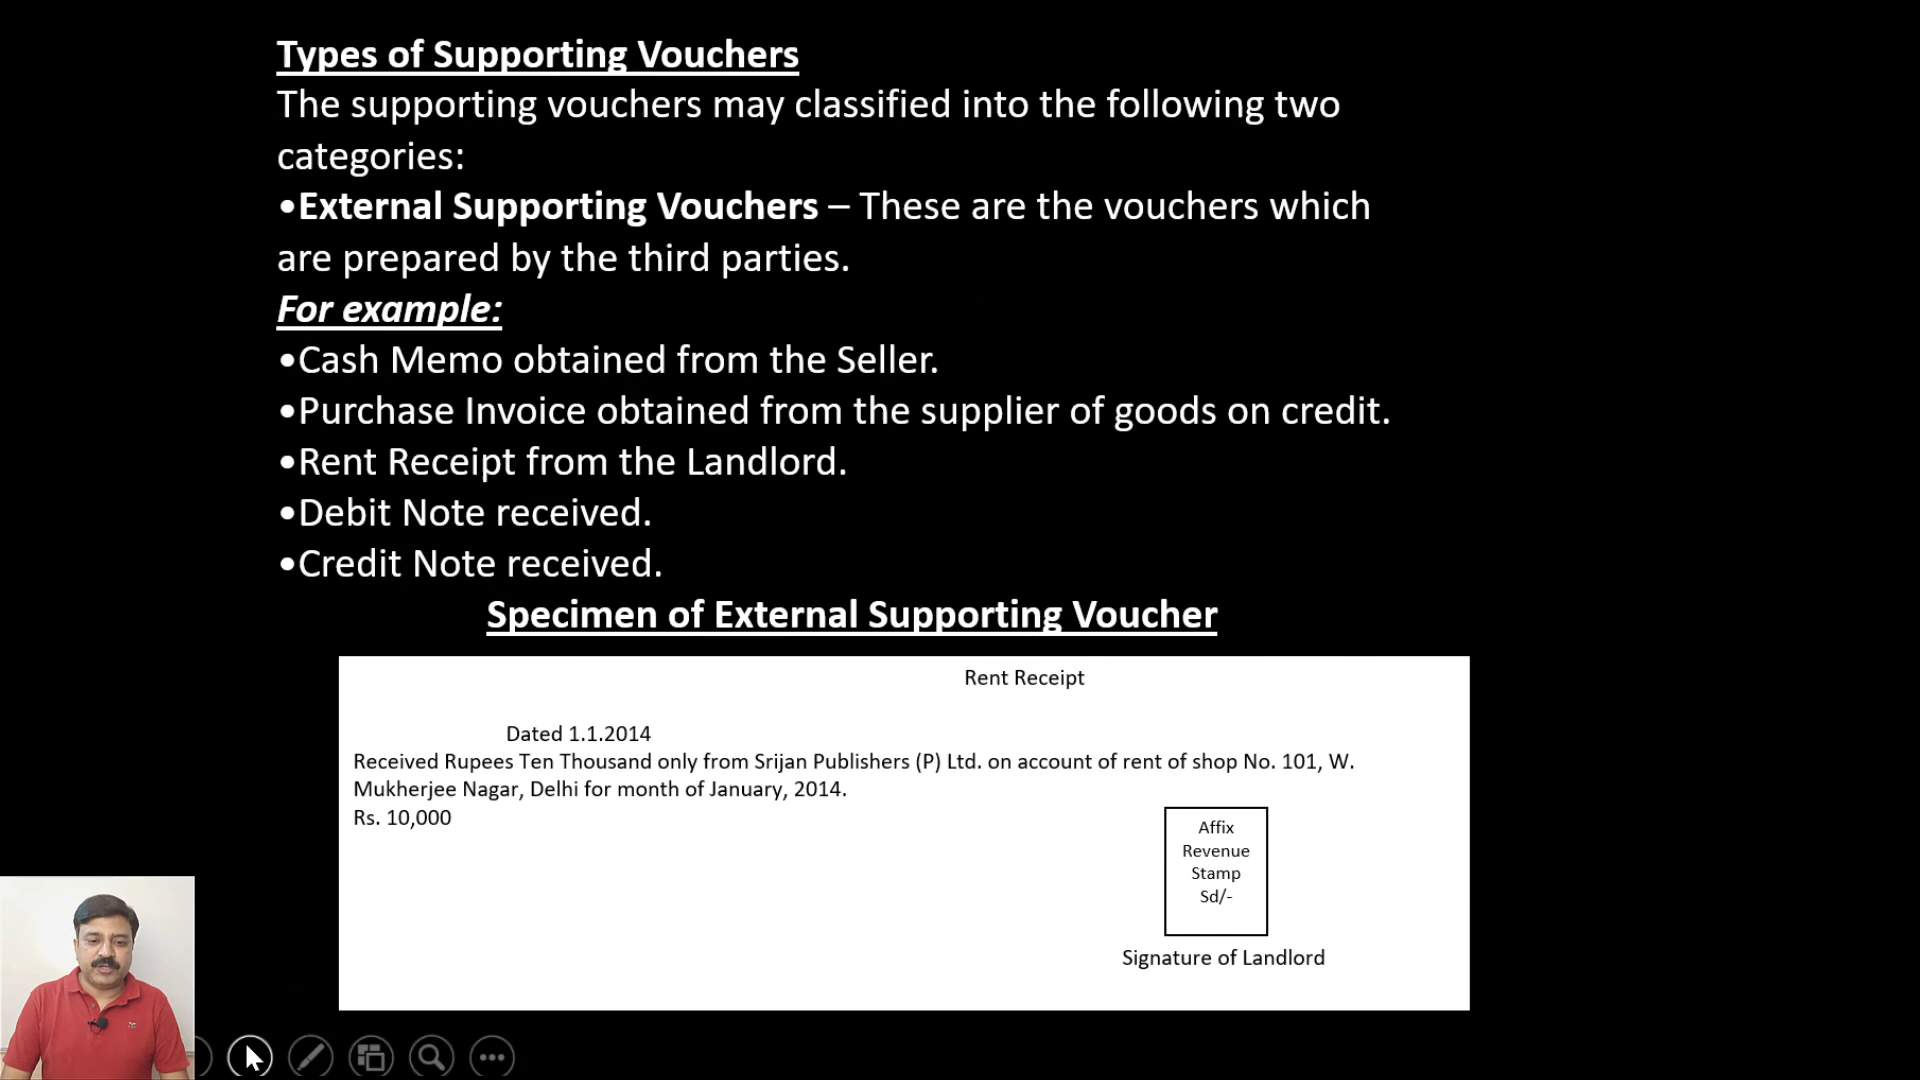 Types of Supporting Vouchers
The supporting vouchers may classified into the following two
categories:
•External Supporting Vouchers – These are the vouchers which
are prepared by the third parties.
For example:
•Cash Memo obtained from the Seller.
•Purchase Invoice obtained from the supplier of goods on credit.
•Rent Receipt from the Landlord.
•Debit Note received.
•Credit Note received.
Specimen of External Supporting Voucher
Rent Receipt
Dated 1.1.2014
Received Rupees Ten Thousand only from Srijan Publishers (P) Ltd. on account of rent of shop No. 101, W.
Mukherjee Nagar, Delhi for month of January, 2014.
Rs. 10,000
Affix
Revenue
Stamp
Sd/-
Signature of Landlord